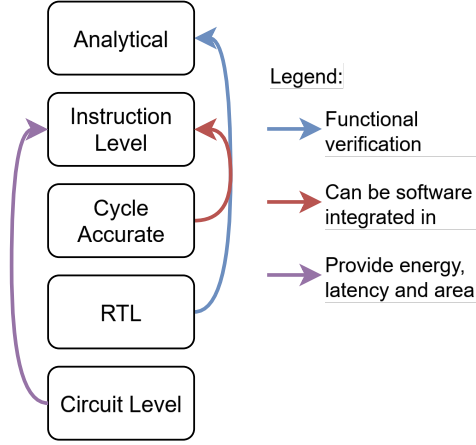 Analytical
Instruction
Level
Cycle
Accurate
RTL
Circuit Level
Legend:
Functional
verification
Can be software
integrated in
Provide energy,
latency and area